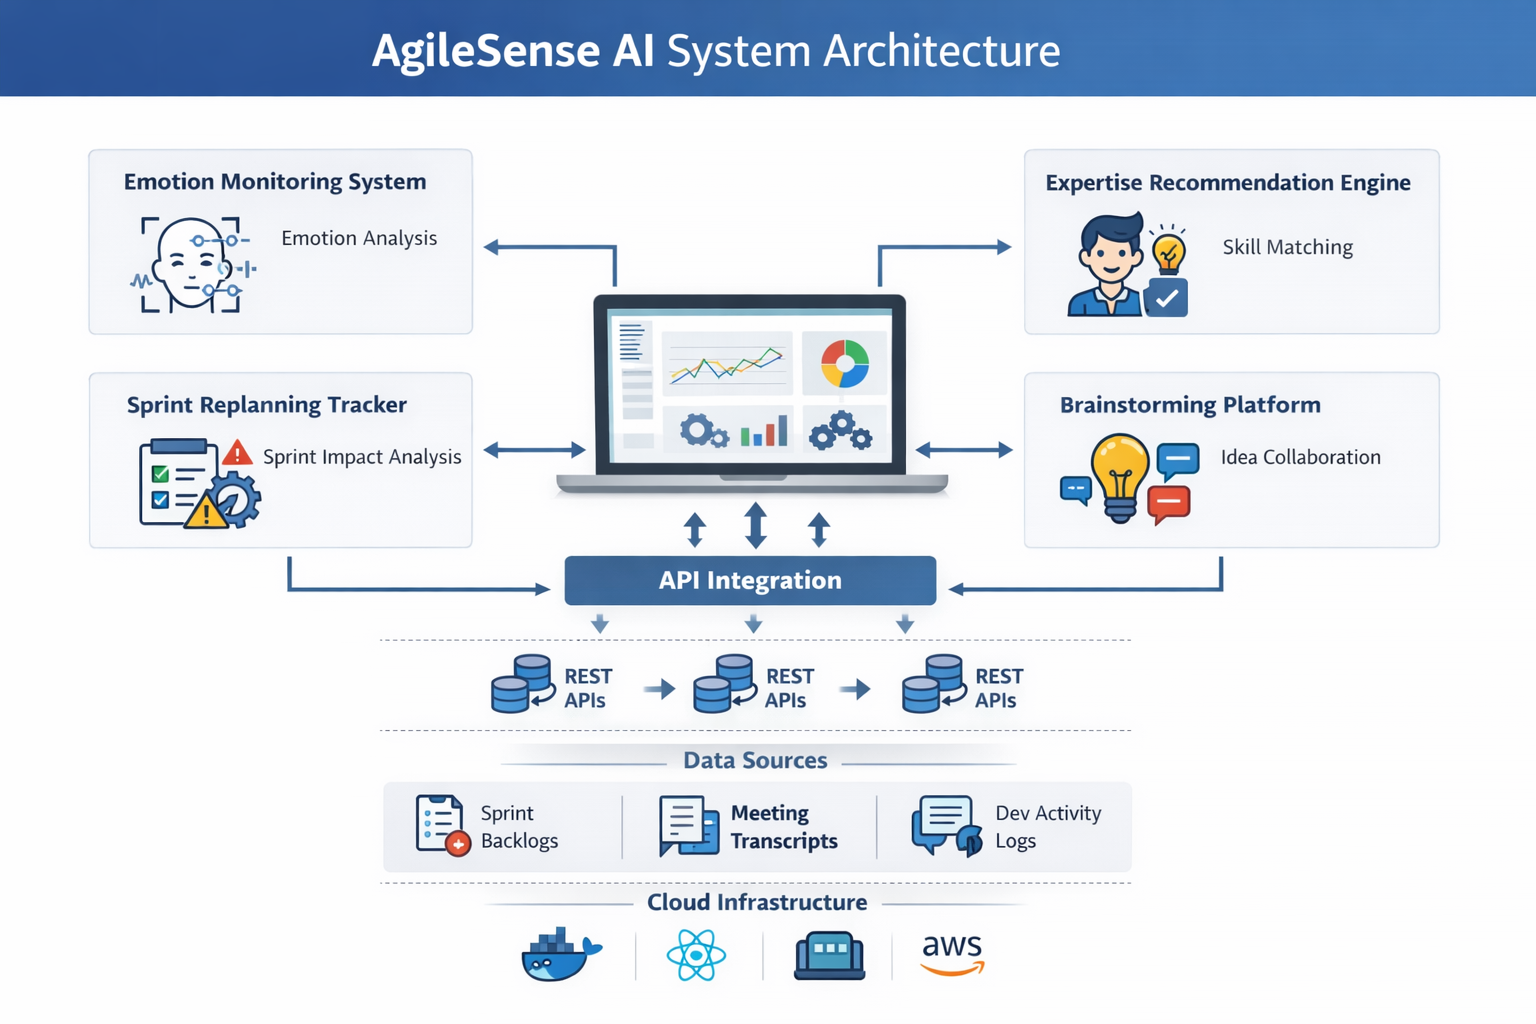 AgileSense AI System Architecture
Emotion Monitoring System
Emotion Analysis
Expertise Recommendation Engine
Skill Matching
Sprint Replanning Tracker
Sprint Impact Analysis
Brainstorming Platform
Idea Collaboration
API Integration
REST
APIs
REST
APIs
REST
APIs
Data Sources
Sprint
Backlogs
Meeting
Transcripts
Dev Activity
Logs
Cloud Infrastructure
aws